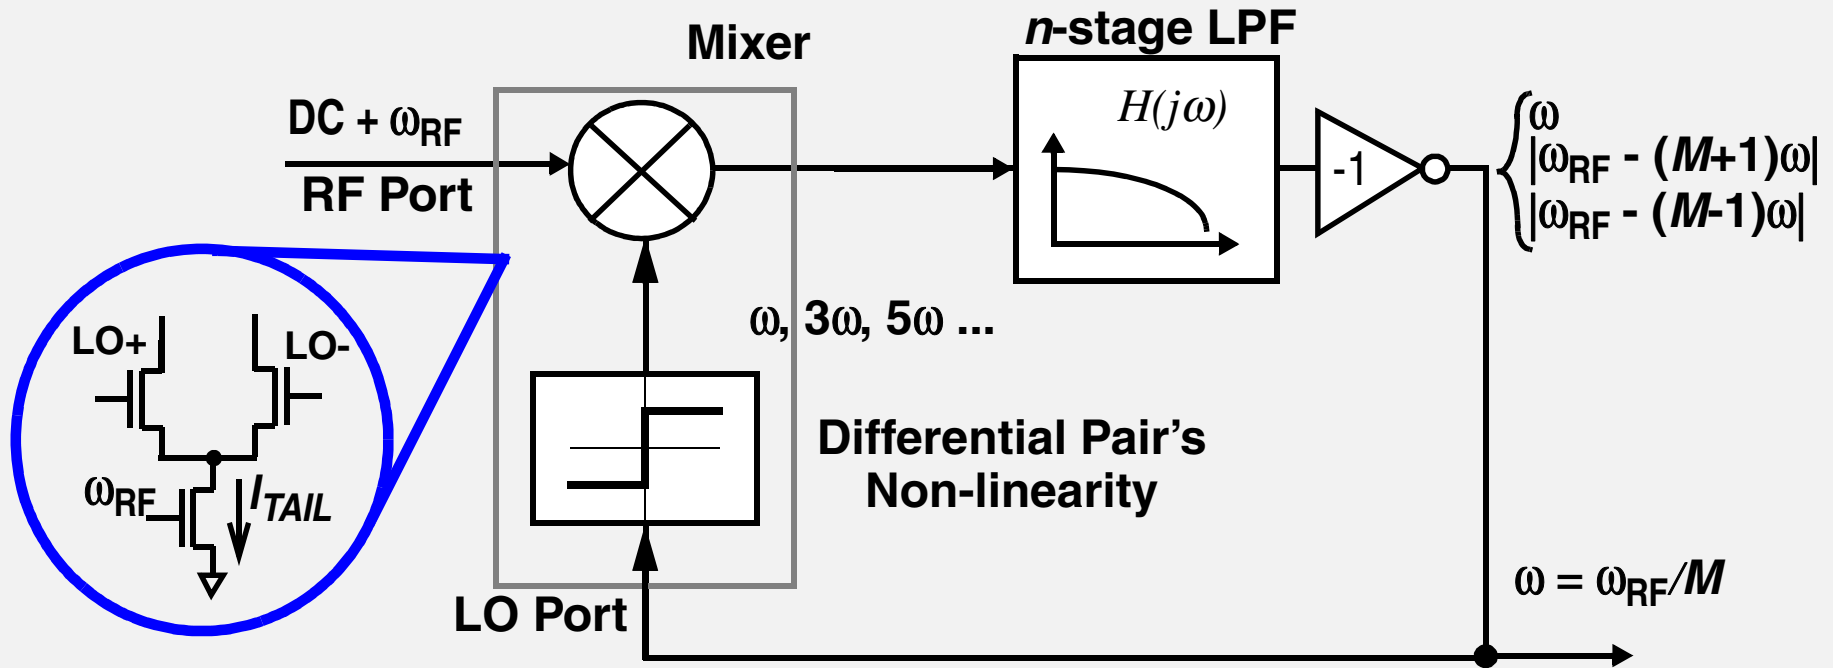 Mixer
n-stage LPF
DC + ωRF
RF Port
H(jω)
-1
ω
|ωRF - (M+1)ω|
|ωRF - (M-1)ω|
LO+
LO-
ωRF
ITAIL
ω, 3ω, 5ω ...
Differential Pair's
Non-linearity
LO Port
ω = ωRF/M